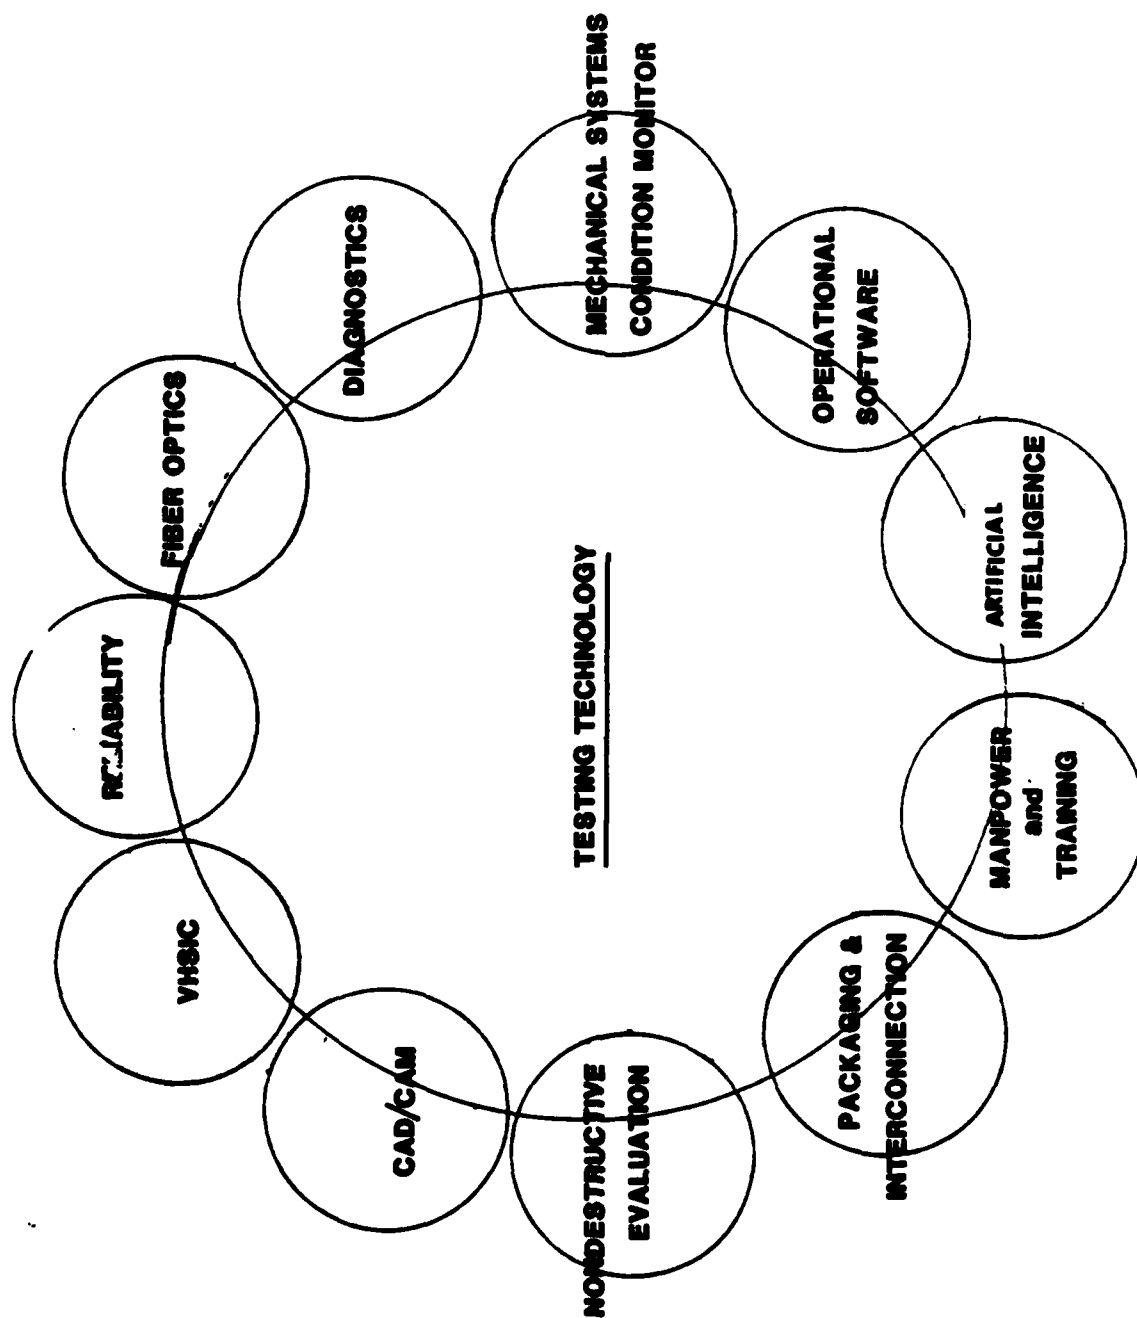 RELIABILITY
VHSIC
FIBER OPTICS
CAD/CAM
DIAGNOSTICS
NONDESTRUCTIVE
EVALUATION
TESTING TECHNOLOGY
MECHANICAL SYSTEMS
CONDITION MONITOR
PACKAGING &
INTERCONNECTION
OPERATIONAL
SOFTWARE
MANPOWER
and
TRAINING
ARTIFICIAL
INTELLIGENCE